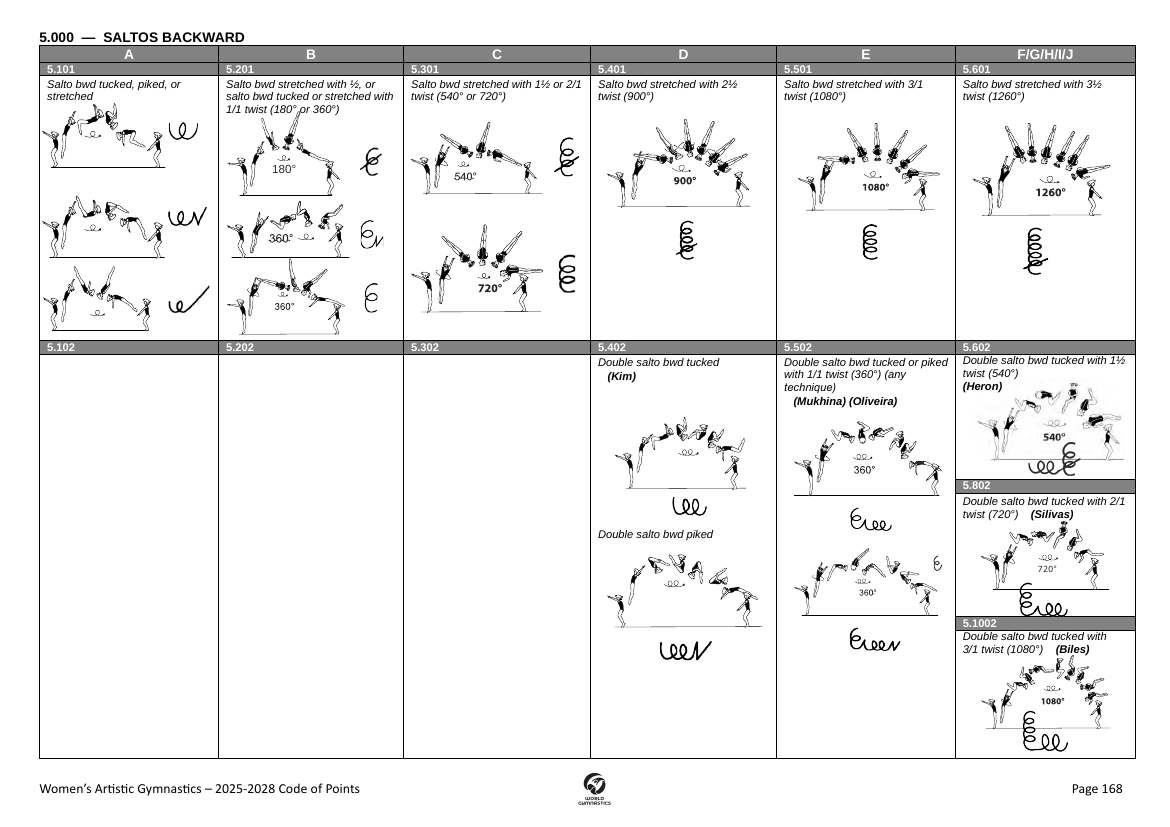 5.000 — SALTOS BACKWARD
A B C D E F/G/H/I/J
5.101 5.201 5.301 5.401 5.501 5.601
Salto bwd tucked, piked, or
stretched
Salto bwd stretched with ½, or
salto bwd tucked or stretched with
1/1 twist (180° or 360°)
180°
360°
360°
Salto bwd stretched with 1½ or 2/1
twist (540° or 720°)
540°
720°
Salto bwd stretched with 2½
twist (900°)
900°
Salto bwd stretched with 3/1
twist (1080°)
1080°
Salto bwd stretched with 3½
twist (1260°)
1260°
5.102 5.202 5.302 5.402 5.502 5.602
Double salto bwd tucked
(Kim)
Double salto bwd piked
Double salto bwd tucked or piked
with 1/1 twist (360°) (any
technique)
(Mukhina) (Oliveira)
360°
360°
Double salto bwd tucked with 1½
twist (540°)
(Heron)
540°
5.802
Double salto bwd tucked with 2/1
twist (720°) (Silivas)
720°
5.1002
Double salto bwd tucked with
3/1 twist (1080°) (Biles)
1080°
Women's Artistic Gymnastics – 2025-2028 Code of Points
WORLD
GYMNASTICS
Page 168